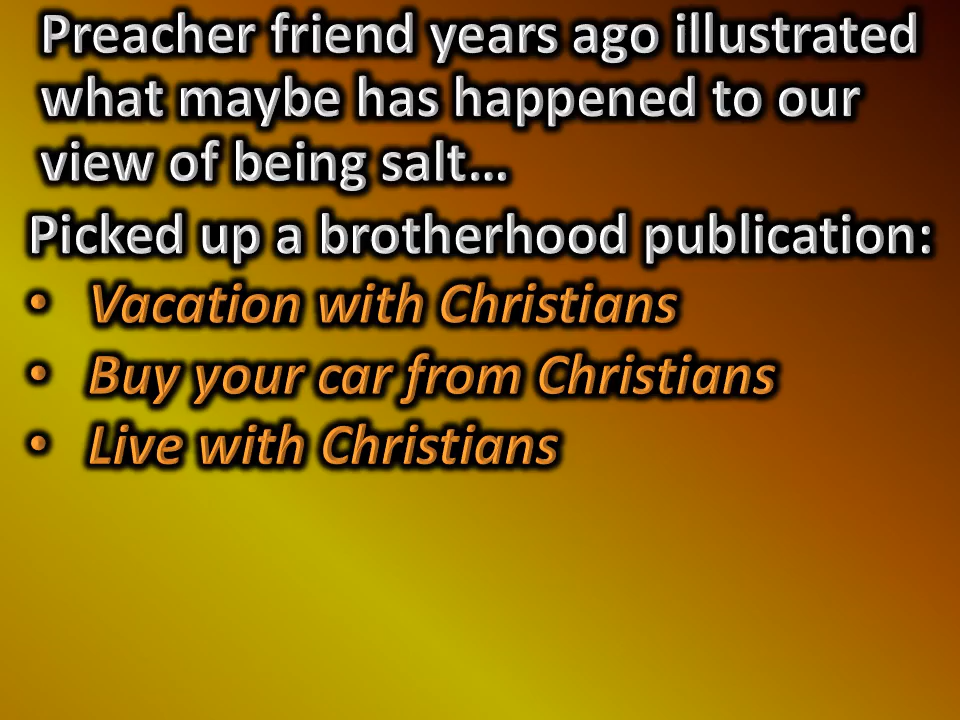 Preacher friend years ago illustrated
what maybe has happened to our
view of being salt...
Picked up a brotherhood publication:
• Vacation with Christians
• Buy your car from Christians
• Live with Christians